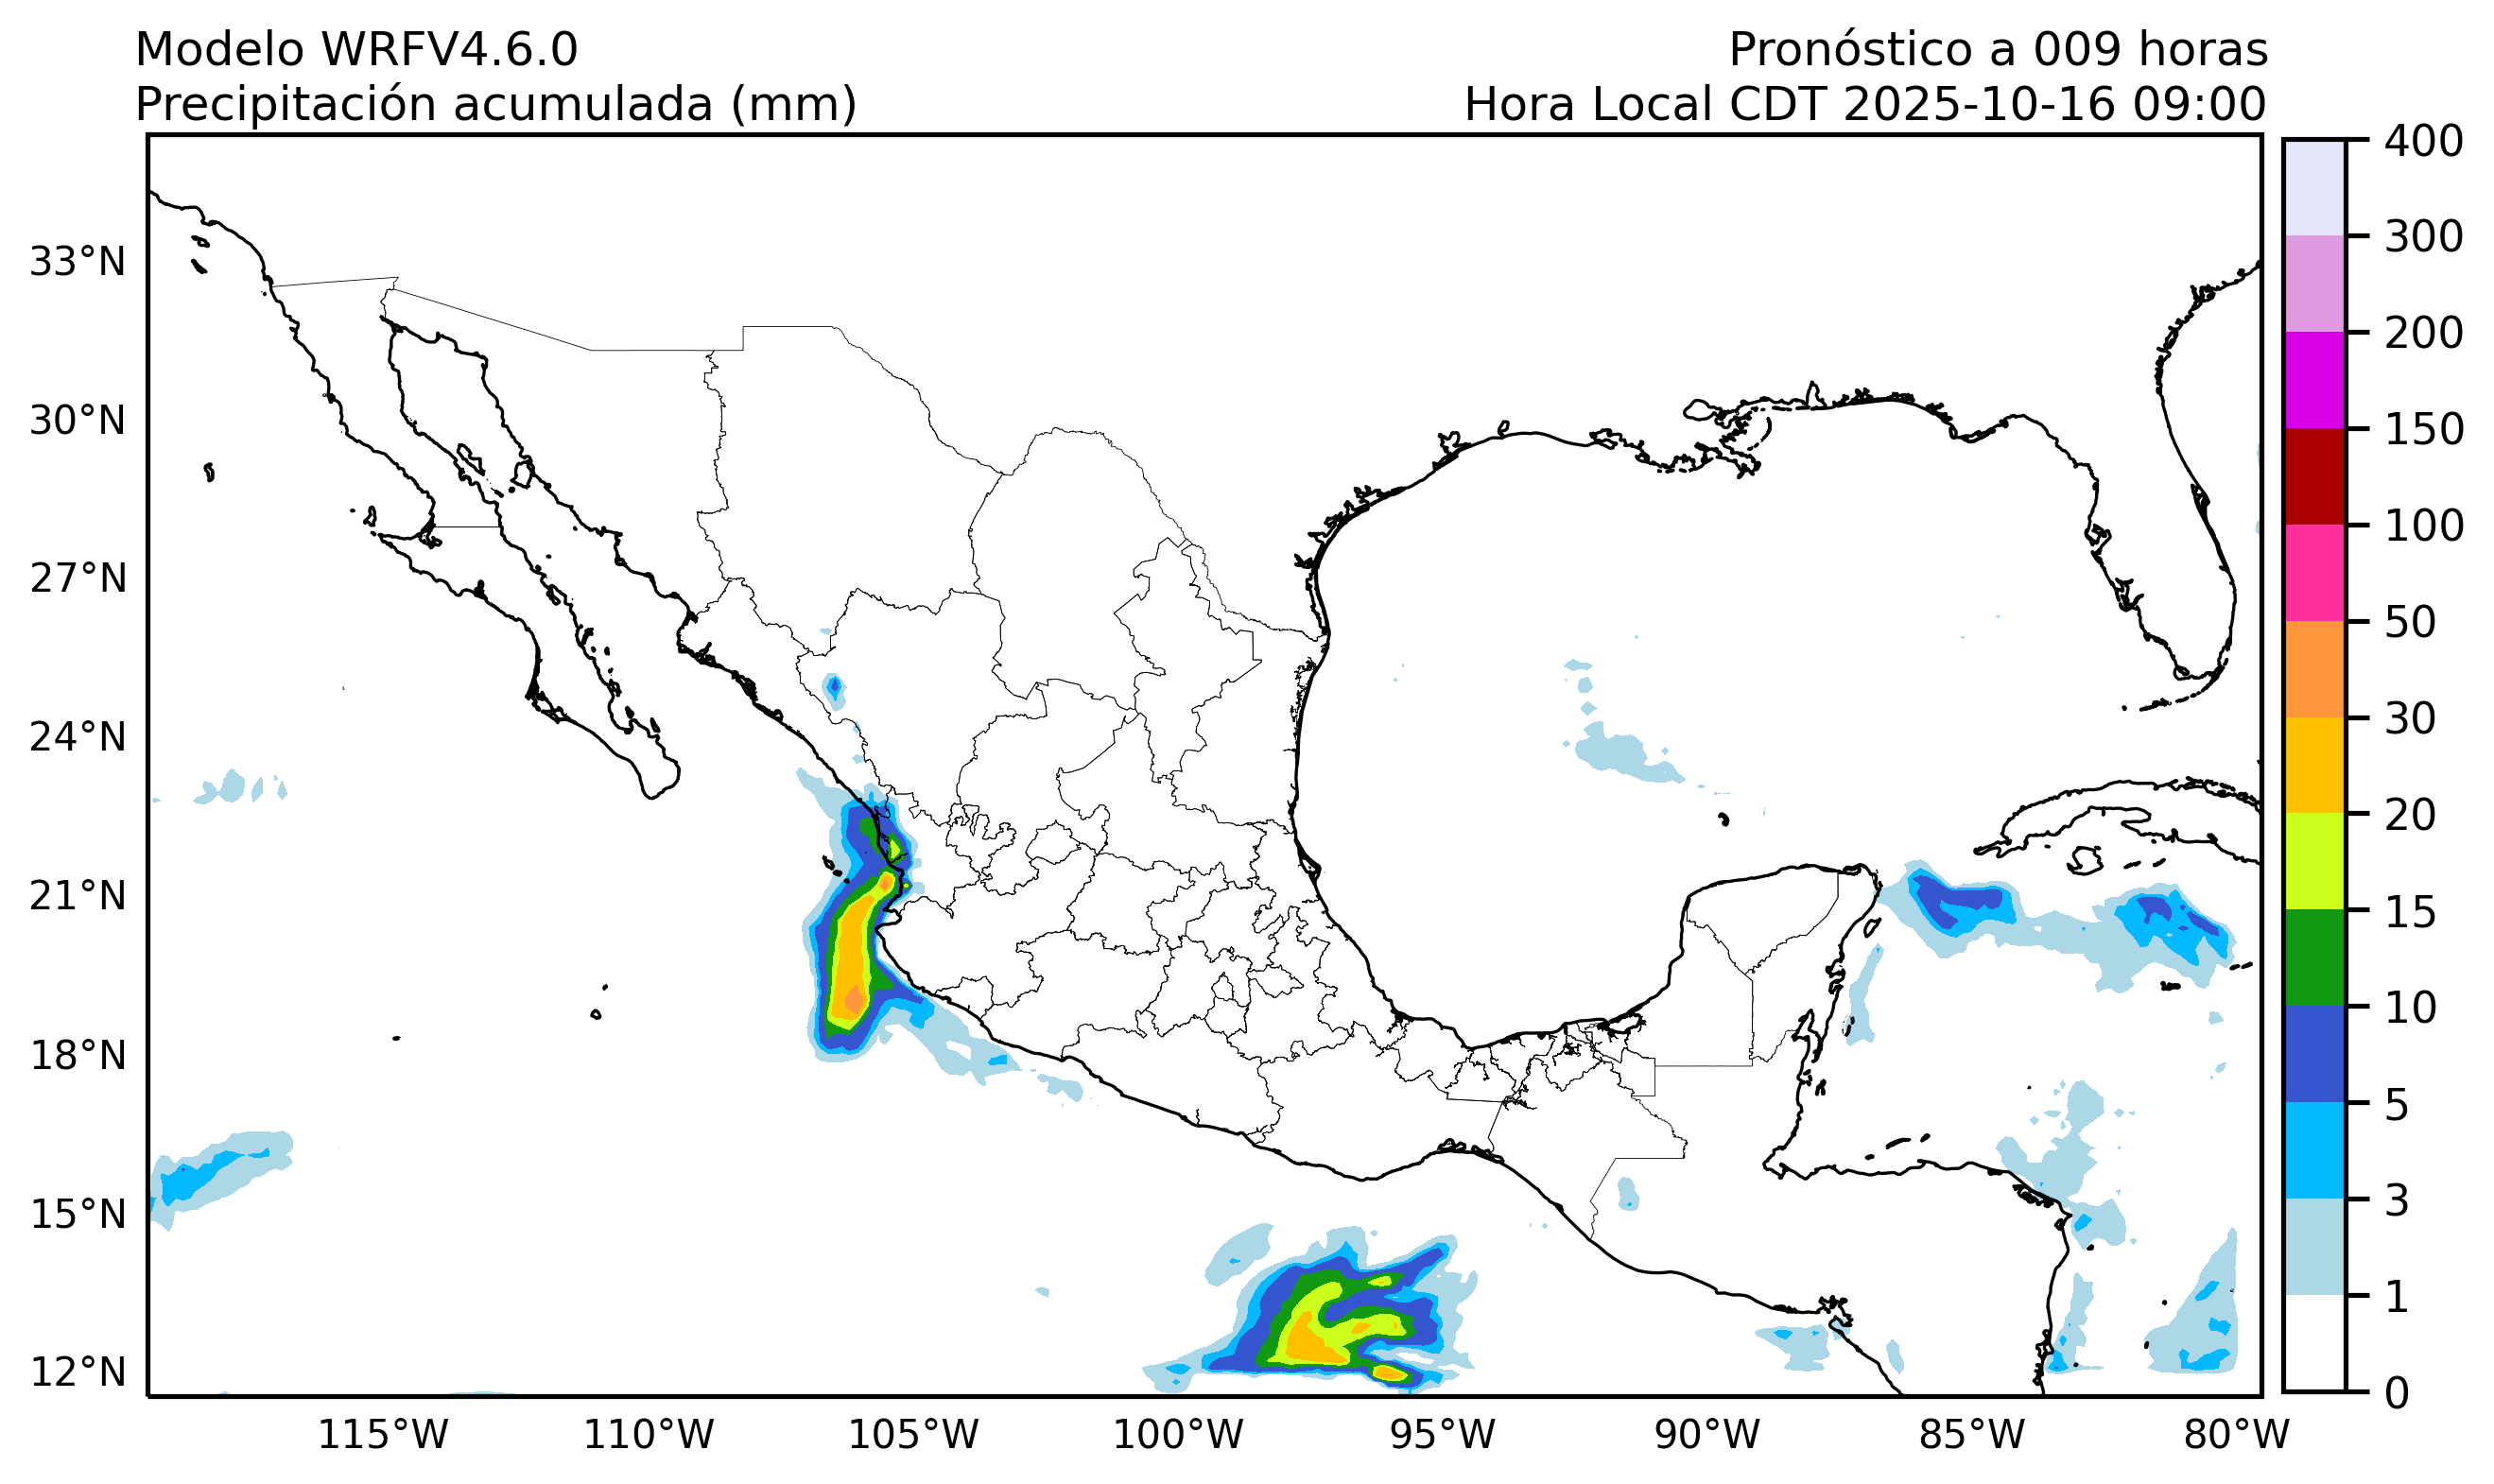 Modelo WRFV4.6.0
Pronóstico a 009 horas
Precipitación acumulada (mm)
Hora Local CDT 2025-10-16 09:00
33°N
30°N
27°N
24°N
21°N
18°N
15°N
12°N
115°W
110°W
105°W
100°W
95°W
90°W
85°W
80°W
400
300
200
150
100
50
30
20
15
10
5
3
1
0